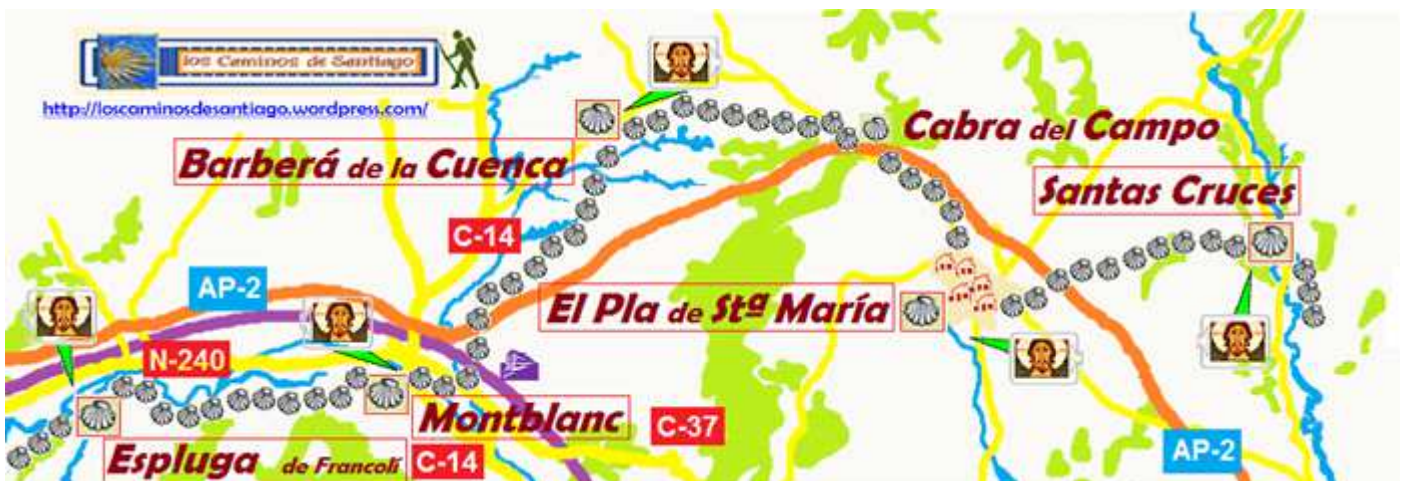 los Caminos de Santiago
http://loscaminosdesantiago.wordpress.com/
Cabra del Campo
Barberá de la Cuenca
Santas Cruces
C-14
AP-2
El Pla de Stª María
N-240
Montblanc
C-37
Espluga de Francolí
C-14
AP-2